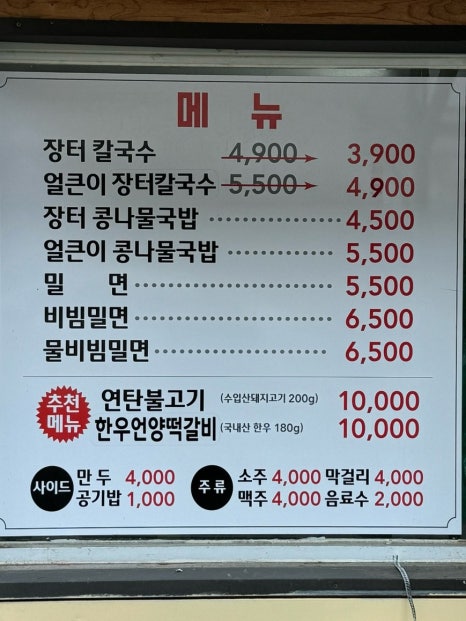 메 뉴
장터 칼국수 4,900 → 3,900
얼큰이 장터칼국수 5,500 → 4,900
장터 콩나물국밥 ················ 4,500
얼큰이 콩나물국밥 ·············· 5,500
밀 면 ························· 5,500
비빔밀면 ······················ 6,500
물비빔밀면 ···················· 6,500
추천 메뉴
연탄불고기 (수입산돼지고기 200g) 10,000
한우언양떡갈비 (국내산 한우 180g) 10,000
사이드
만 두 4,000
공기밥 1,000
주 류
소주 4,000 막걸리 4,000
맥주 4,000 음료수 2,000